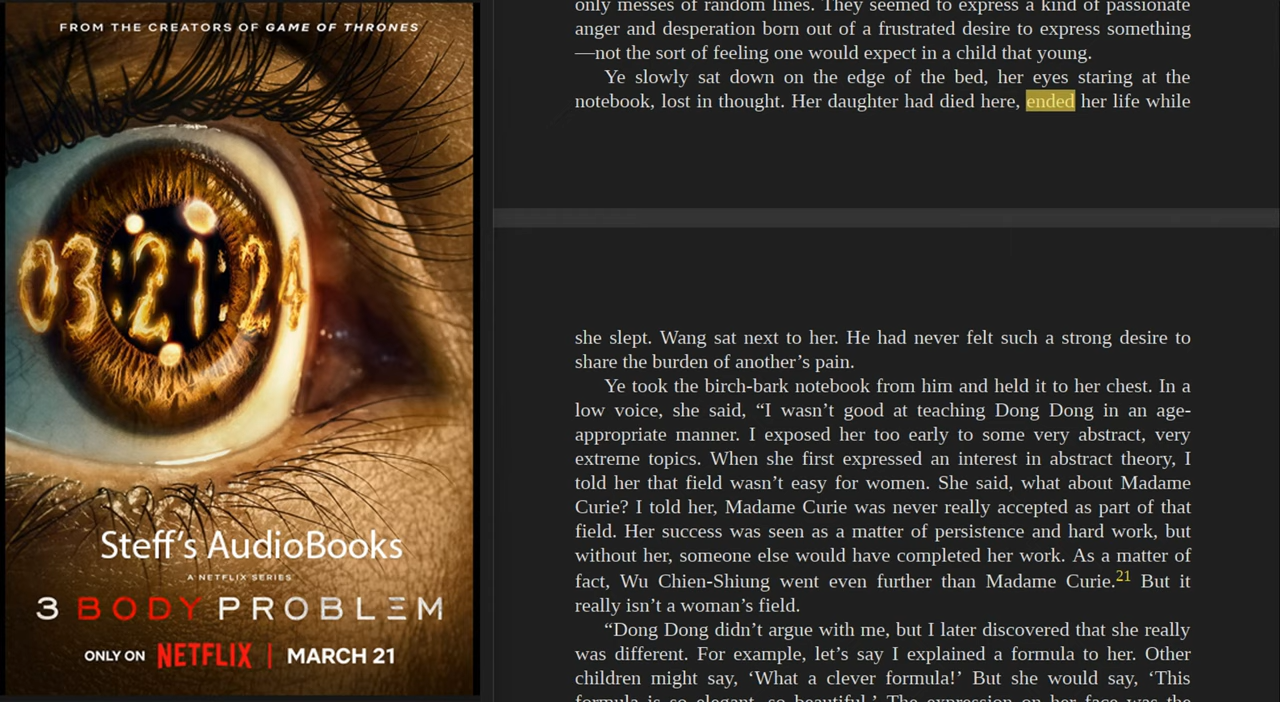 FROM THE CREATORS OF GAME OF THRONES
03:21:24
Steff's AudioBooks
A NETFLIX SERIES
3 BODY PROBLEM
ONLY ON NETFLIX | MARCH 21
only messes of random lines. They seemed to express a kind of passionate
anger and desperation born out of a frustrated desire to express something
—not the sort of feeling one would expect in a child that young.
Ye slowly sat down on the edge of the bed, her eyes staring at the
notebook, lost in thought. Her daughter had died here, ended her life while
she slept. Wang sat next to her. He had never felt such a strong desire to
share the burden of another’s pain.
Ye took the birch-bark notebook from him and held it to her chest. In a
low voice, she said, “I wasn’t good at teaching Dong Dong in an age-
appropriate manner. I exposed her too early to some very abstract, very
extreme topics. When she first expressed an interest in abstract theory, I
told her that field wasn’t easy for women. She said, what about Madame
Curie? I told her, Madame Curie was never really accepted as part of that
field. Her success was seen as a matter of persistence and hard work, but
without her, someone else would have completed her work. As a matter of
fact, Wu Chien-Shiung went even further than Madame Curie.21 But it
really isn’t a woman’s field.
“Dong Dong didn’t argue with me, but I later discovered that she really
was different. For example, let’s say I explained a formula to her. Other
children might say, ‘What a clever formula!’ But she would say, ‘This
formula is so elegant, so beautiful.’ The expression on her face was the